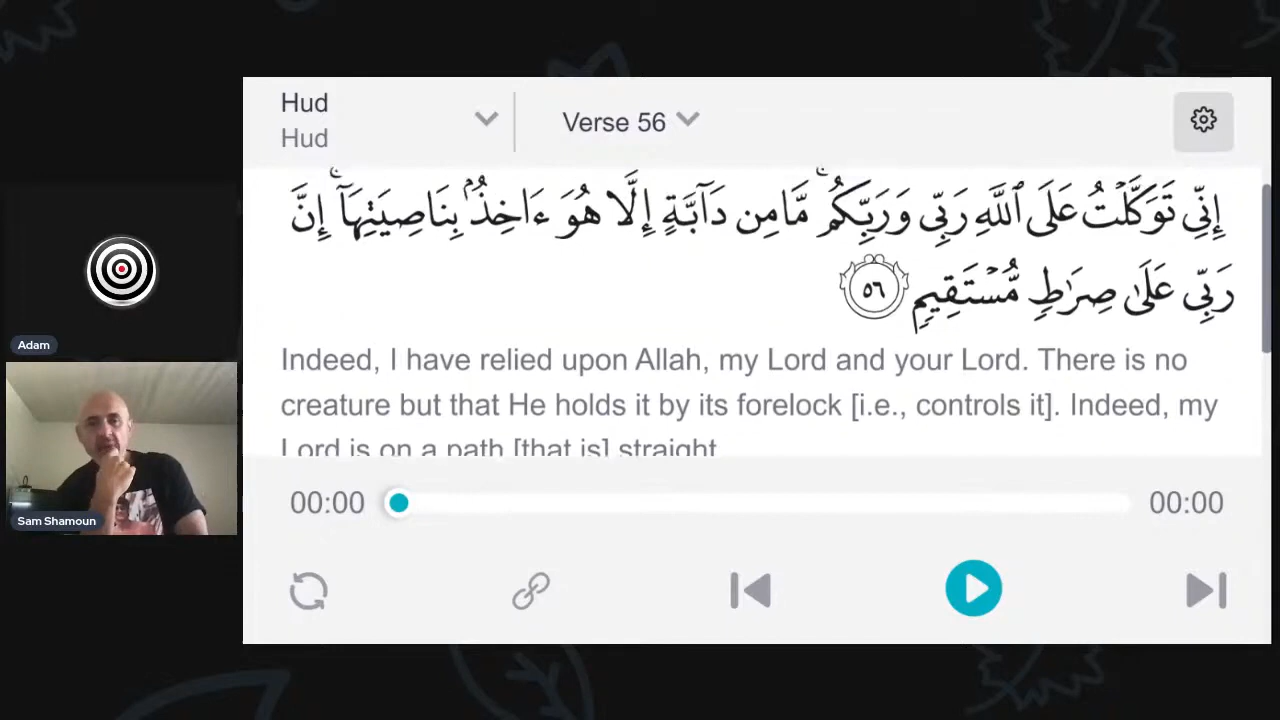 Hud
Hud
Verse 56
إِنِّي تَوَكَّلْتُ عَلَى ٱللَّهِ رَبِّي وَرَبِّكُم ۚ مَّا مِن دَآبَّةٍ إِلَّا هُوَ ءَاخِذٌۢ بِنَاصِيَتِهَآ ۚ إِنَّ
رَبِّي عَلَىٰ صِرَٰطٍ مُّسْتَقِيمٍ ٥٦
Indeed, I have relied upon Allah, my Lord and your Lord. There is no
creature but that He holds it by its forelock [i.e., controls it]. Indeed, my
Lord is on a path [that is] straight
00:00
00:00
Adam
Sam Shamoun